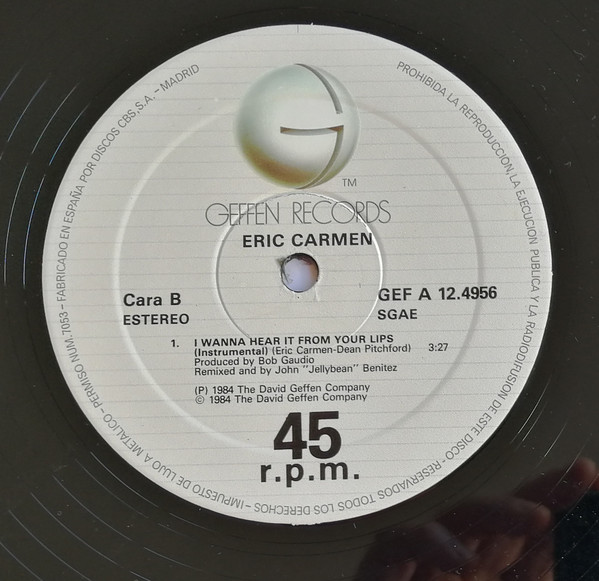 IMPUESTO DE LUJO A METALICO - PERMISO NUM.7053 - FABRICADO EN ESPAÑA POR DISCOS CBS,S.A. - MADRID
PROHIBIDA LA REPRODUCCION, LA EJECUCION PUBLICA Y LA RADIODIFUSION DE ESTE DISCO - RESERVADOS TODOS LOS DERECHOS -
G
TM
GEFFEN RECORDS
ERIC CARMEN
Cara B
ESTEREO
GEF A 12.4956
SGAE
1. I WANNA HEAR IT FROM YOUR LIPS
(Instrumental) (Eric Carmen-Dean Pitchford) 3:27
Produced by Bob Gaudio
Remixed and by John "Jellybean" Benitez
(P) 1984 The David Geffen Company
© 1984 The David Geffen Company
45
r.p.m.